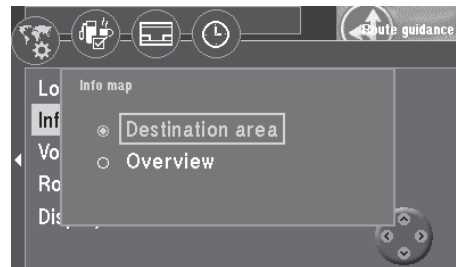 Route guidance
Lo
Info map
Inf
Destination area
Vo
Overview
Ro
Dis